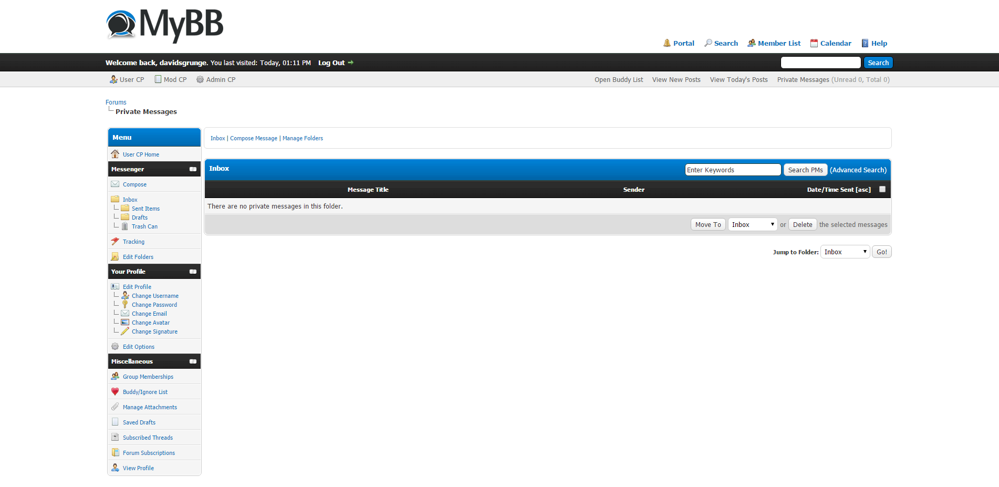 MyBB
Portal Search Member List Calendar Help
Welcome back, davidsgrunge. You last visited: Today, 01:11 PM Log Out Search
User CP Mod CP Admin CP Open Buddy List View New Posts View Today's Posts Private Messages (Unread 0, Total 0)
Forums
Private Messages
Menu
User CP Home
Messenger
Compose
Inbox
Sent Items
Drafts
Trash Can
Tracking
Edit Folders
Your Profile
Edit Profile
Change Username
Change Password
Change Email
Change Avatar
Change Signature
Edit Options
Miscellaneous
Group Memberships
Buddy/Ignore List
Manage Attachments
Saved Drafts
Subscribed Threads
Forum Subscriptions
View Profile
Inbox | Compose Message | Manage Folders
Inbox Enter Keywords Search PMs (Advanced Search)
Message Title Sender Date/Time Sent [asc]
There are no private messages in this folder.
Move To Inbox or Delete the selected messages
Jump to Folder: Inbox Go!